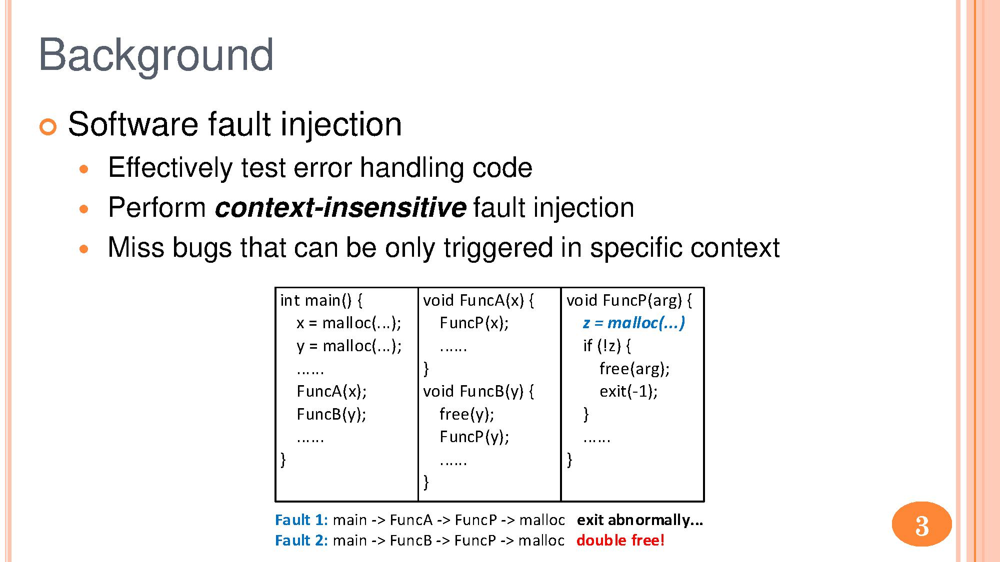 Background
Software fault injection
Effectively test error handling code
Perform context-insensitive fault injection
Miss bugs that can be only triggered in specific context
int main() {
x = malloc(...);
y = malloc(...);
......
FuncA(x);
FuncB(y);
......
}
void FuncA(x) {
FuncP(x);
......
}
void FuncB(y) {
free(y);
FuncP(y);
......
}
void FuncP(arg) {
z = malloc(...)
if (!z) {
free(arg);
exit(-1);
}
......
}
Fault 1: main -> FuncA -> FuncP -> malloc exit abnormally...
Fault 2: main -> FuncB -> FuncP -> malloc double free!
3